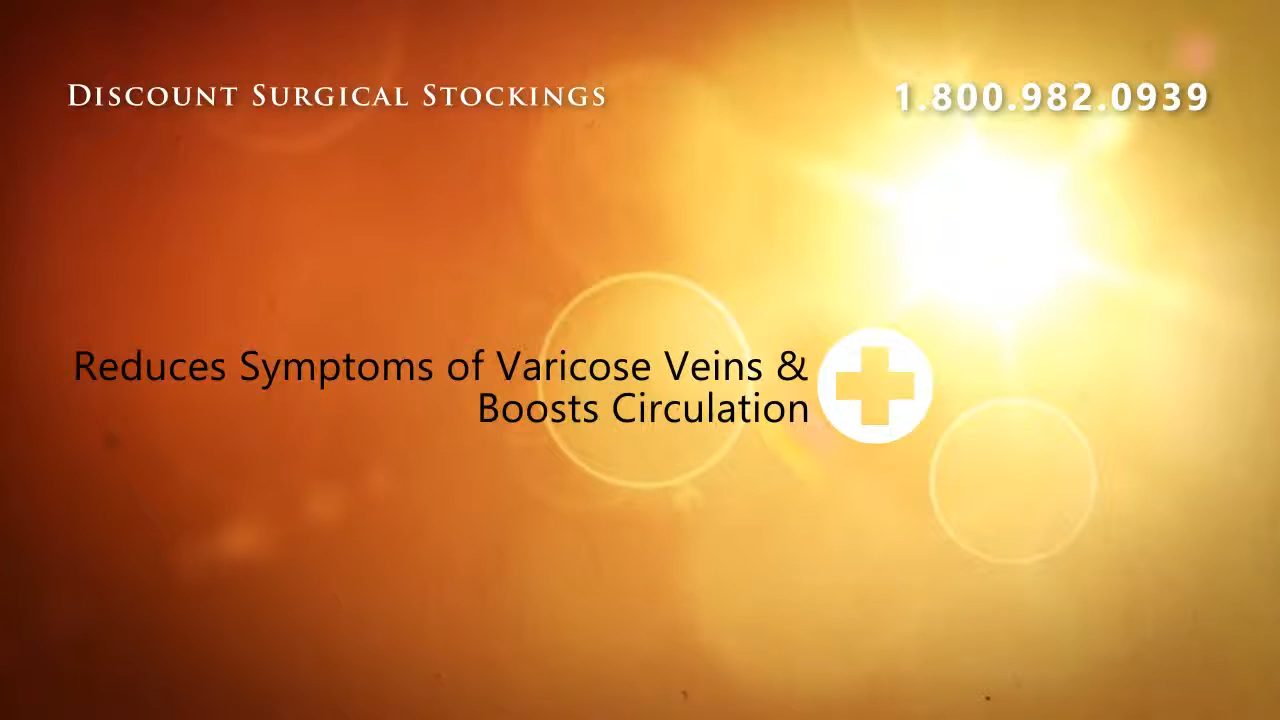 Discount Surgical Stockings
1.800.982.0939
Reduces Symptoms of Varicose Veins &
Boosts Circulation